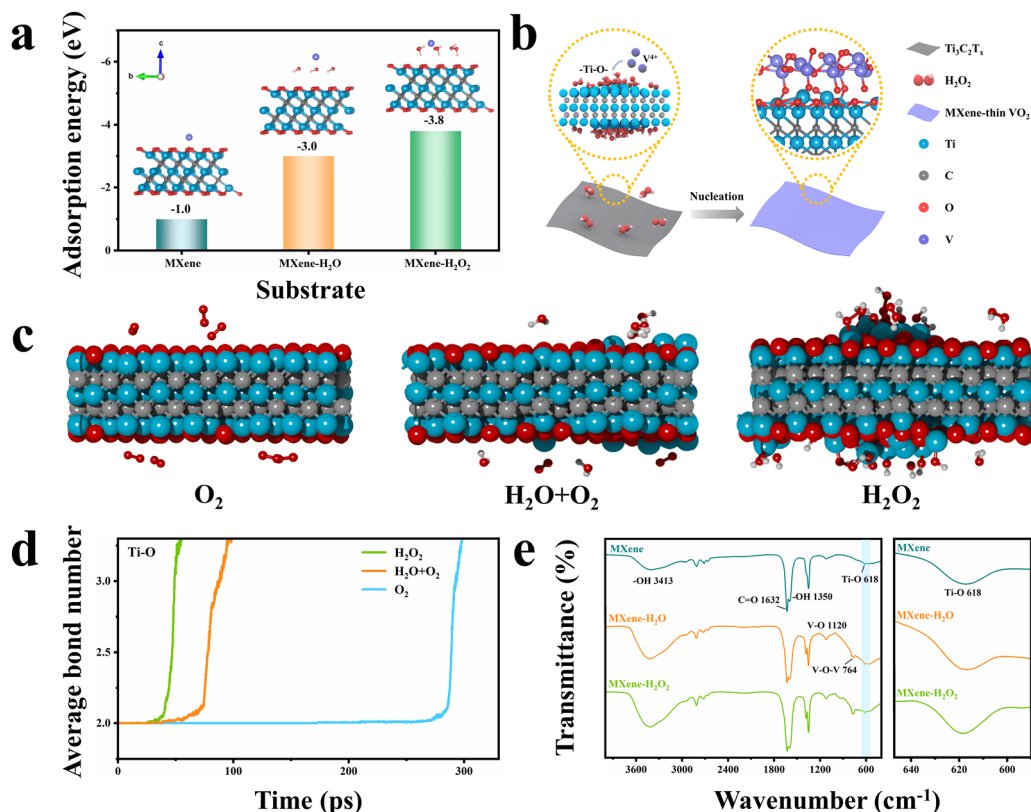 a
Adsorption energy (eV)
-6
-4
-2
0
c
b
-1.0
-3.0
-3.8
MXene
MXene-H₂O
MXene-H₂O₂
Substrate
b
-Ti-O-
V⁴⁺
Nucleation
Ti₃C₂Tₓ
H₂O₂
MXene-thin VO₂
Ti
C
O
V
c
O₂
H₂O+O₂
H₂O₂
d
Average bond number
3.0
2.5
2.0
Ti-O
H₂O₂
H₂O+O₂
O₂
0
100
200
300
Time (ps)
e
Transmittance (%)
MXene
-OH 3413
C=O 1632
-OH 1350
Ti-O 618
MXene-H₂O
V-O 1120
V-O-V 764
MXene-H₂O₂
3600
3000
2400
1800
1200
600
MXene
Ti-O 618
MXene-H₂O
MXene-H₂O₂
640
620
600
Wavenumber (cm⁻¹)